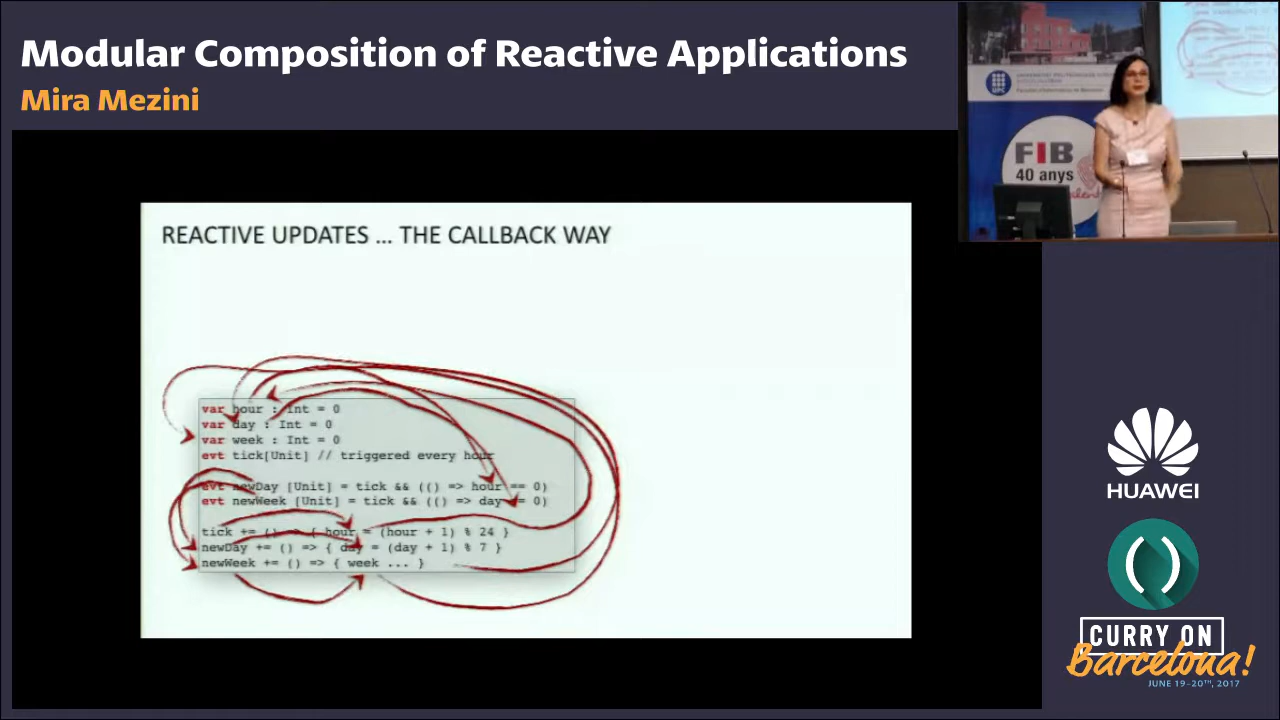 Modular Composition of Reactive Applications
Mira Mezini
FIB
40 anys
UPC
REACTIVE UPDATES ... THE CALLBACK WAY
var hour : Int = 0
var day : Int = 0
var week : Int = 0
evt tick[Unit] // triggered every hour
evt newDay [Unit] = tick && (() => hour == 0)
evt newWeek [Unit] = tick && (() => day == 0)
tick += () => { hour = (hour + 1) % 24 }
newDay += () => { day = (day + 1) % 7 }
newWeek += () => { week ... }
HUAWEI
CURRY ON
Barcelona!
JUNE 19-20TH, 2017